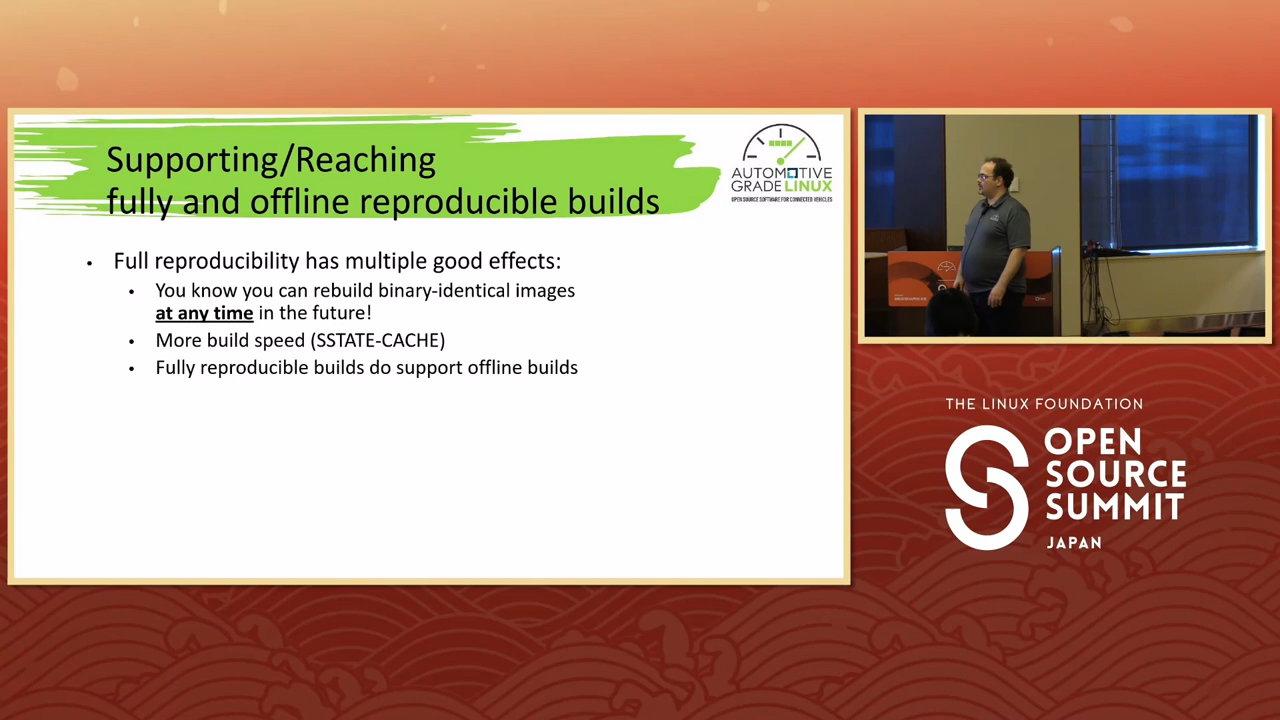 Supporting/Reaching
fully and offline reproducible builds
AUTOMOTIVE
GRADE LINUX
OPEN SOURCE SOFTWARE FOR CONNECTED VEHICLES
• Full reproducibility has multiple good effects:
• You know you can rebuild binary-identical images
at any time in the future!
• More build speed (SSTATE-CACHE)
• Fully reproducible builds do support offline builds
THE LINUX FOUNDATION
OPEN
SOURCE
SUMMIT
JAPAN